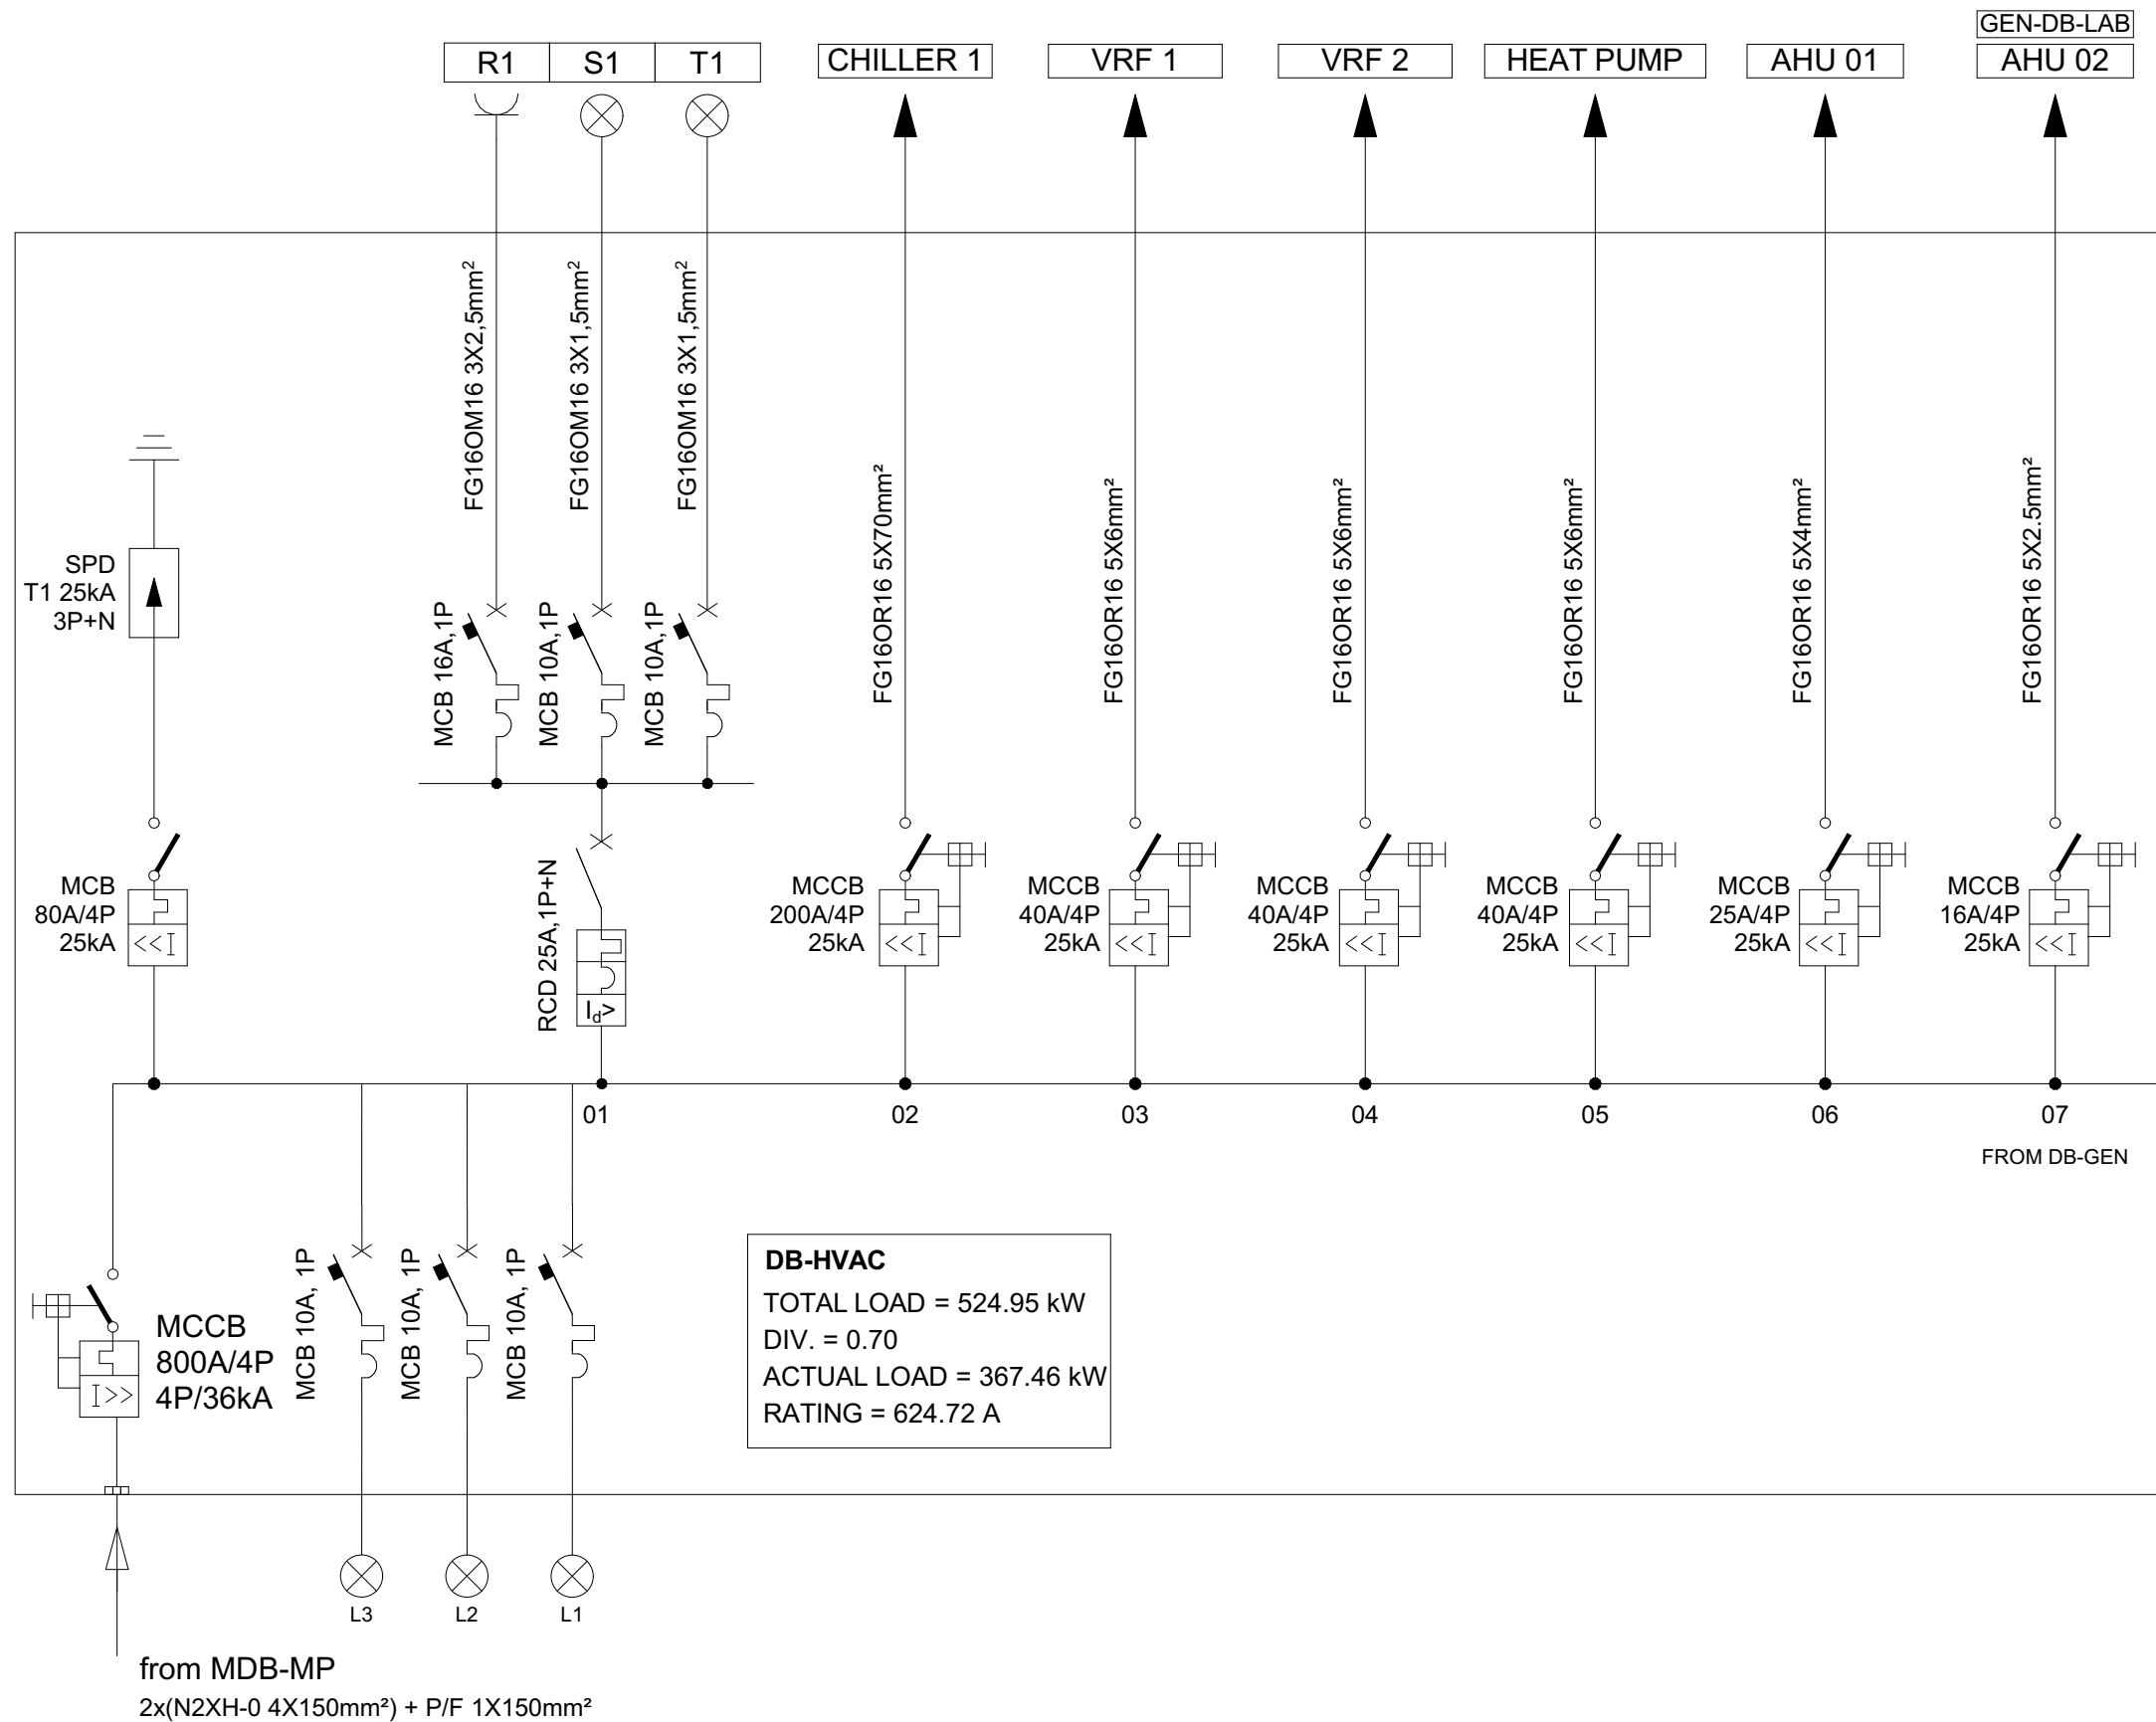 GEN-DB-LAB
R1
S1
T1
CHILLER 1
VRF 1
VRF 2
HEAT PUMP
AHU 01
AHU 02
FG16OM16 3X2,5mm²
FG16OM16 3X1,5mm²
FG16OM16 3X1,5mm²
FG16OR16 5X70mm²
FG16OR16 5X6mm²
FG16OR16 5X6mm²
FG16OR16 5X6mm²
FG16OR16 5X4mm²
FG16OR16 5X2.5mm²
SPD
T1 25kA
3P+N
MCB 16A,1P
MCB 10A,1P
MCB 10A,1P
MCB
80A/4P
25kA
<<I
RCD 25A,1P+N
Id>
MCCB
200A/4P
25kA
<<I
MCCB
40A/4P
25kA
<<I
MCCB
40A/4P
25kA
<<I
MCCB
40A/4P
25kA
<<I
MCCB
25A/4P
25kA
<<I
MCCB
16A/4P
25kA
<<I
01
02
03
04
05
06
07
FROM DB-GEN
MCCB
800A/4P
4P/36kA
I>>
MCB 10A, 1P
MCB 10A, 1P
MCB 10A, 1P
DB-HVAC
TOTAL LOAD = 524.95 kW
DIV. = 0.70
ACTUAL LOAD = 367.46 kW
RATING = 624.72 A
L3
L2
L1
from MDB-MP
2x(N2XH-0 4X150mm²) + P/F 1X150mm²